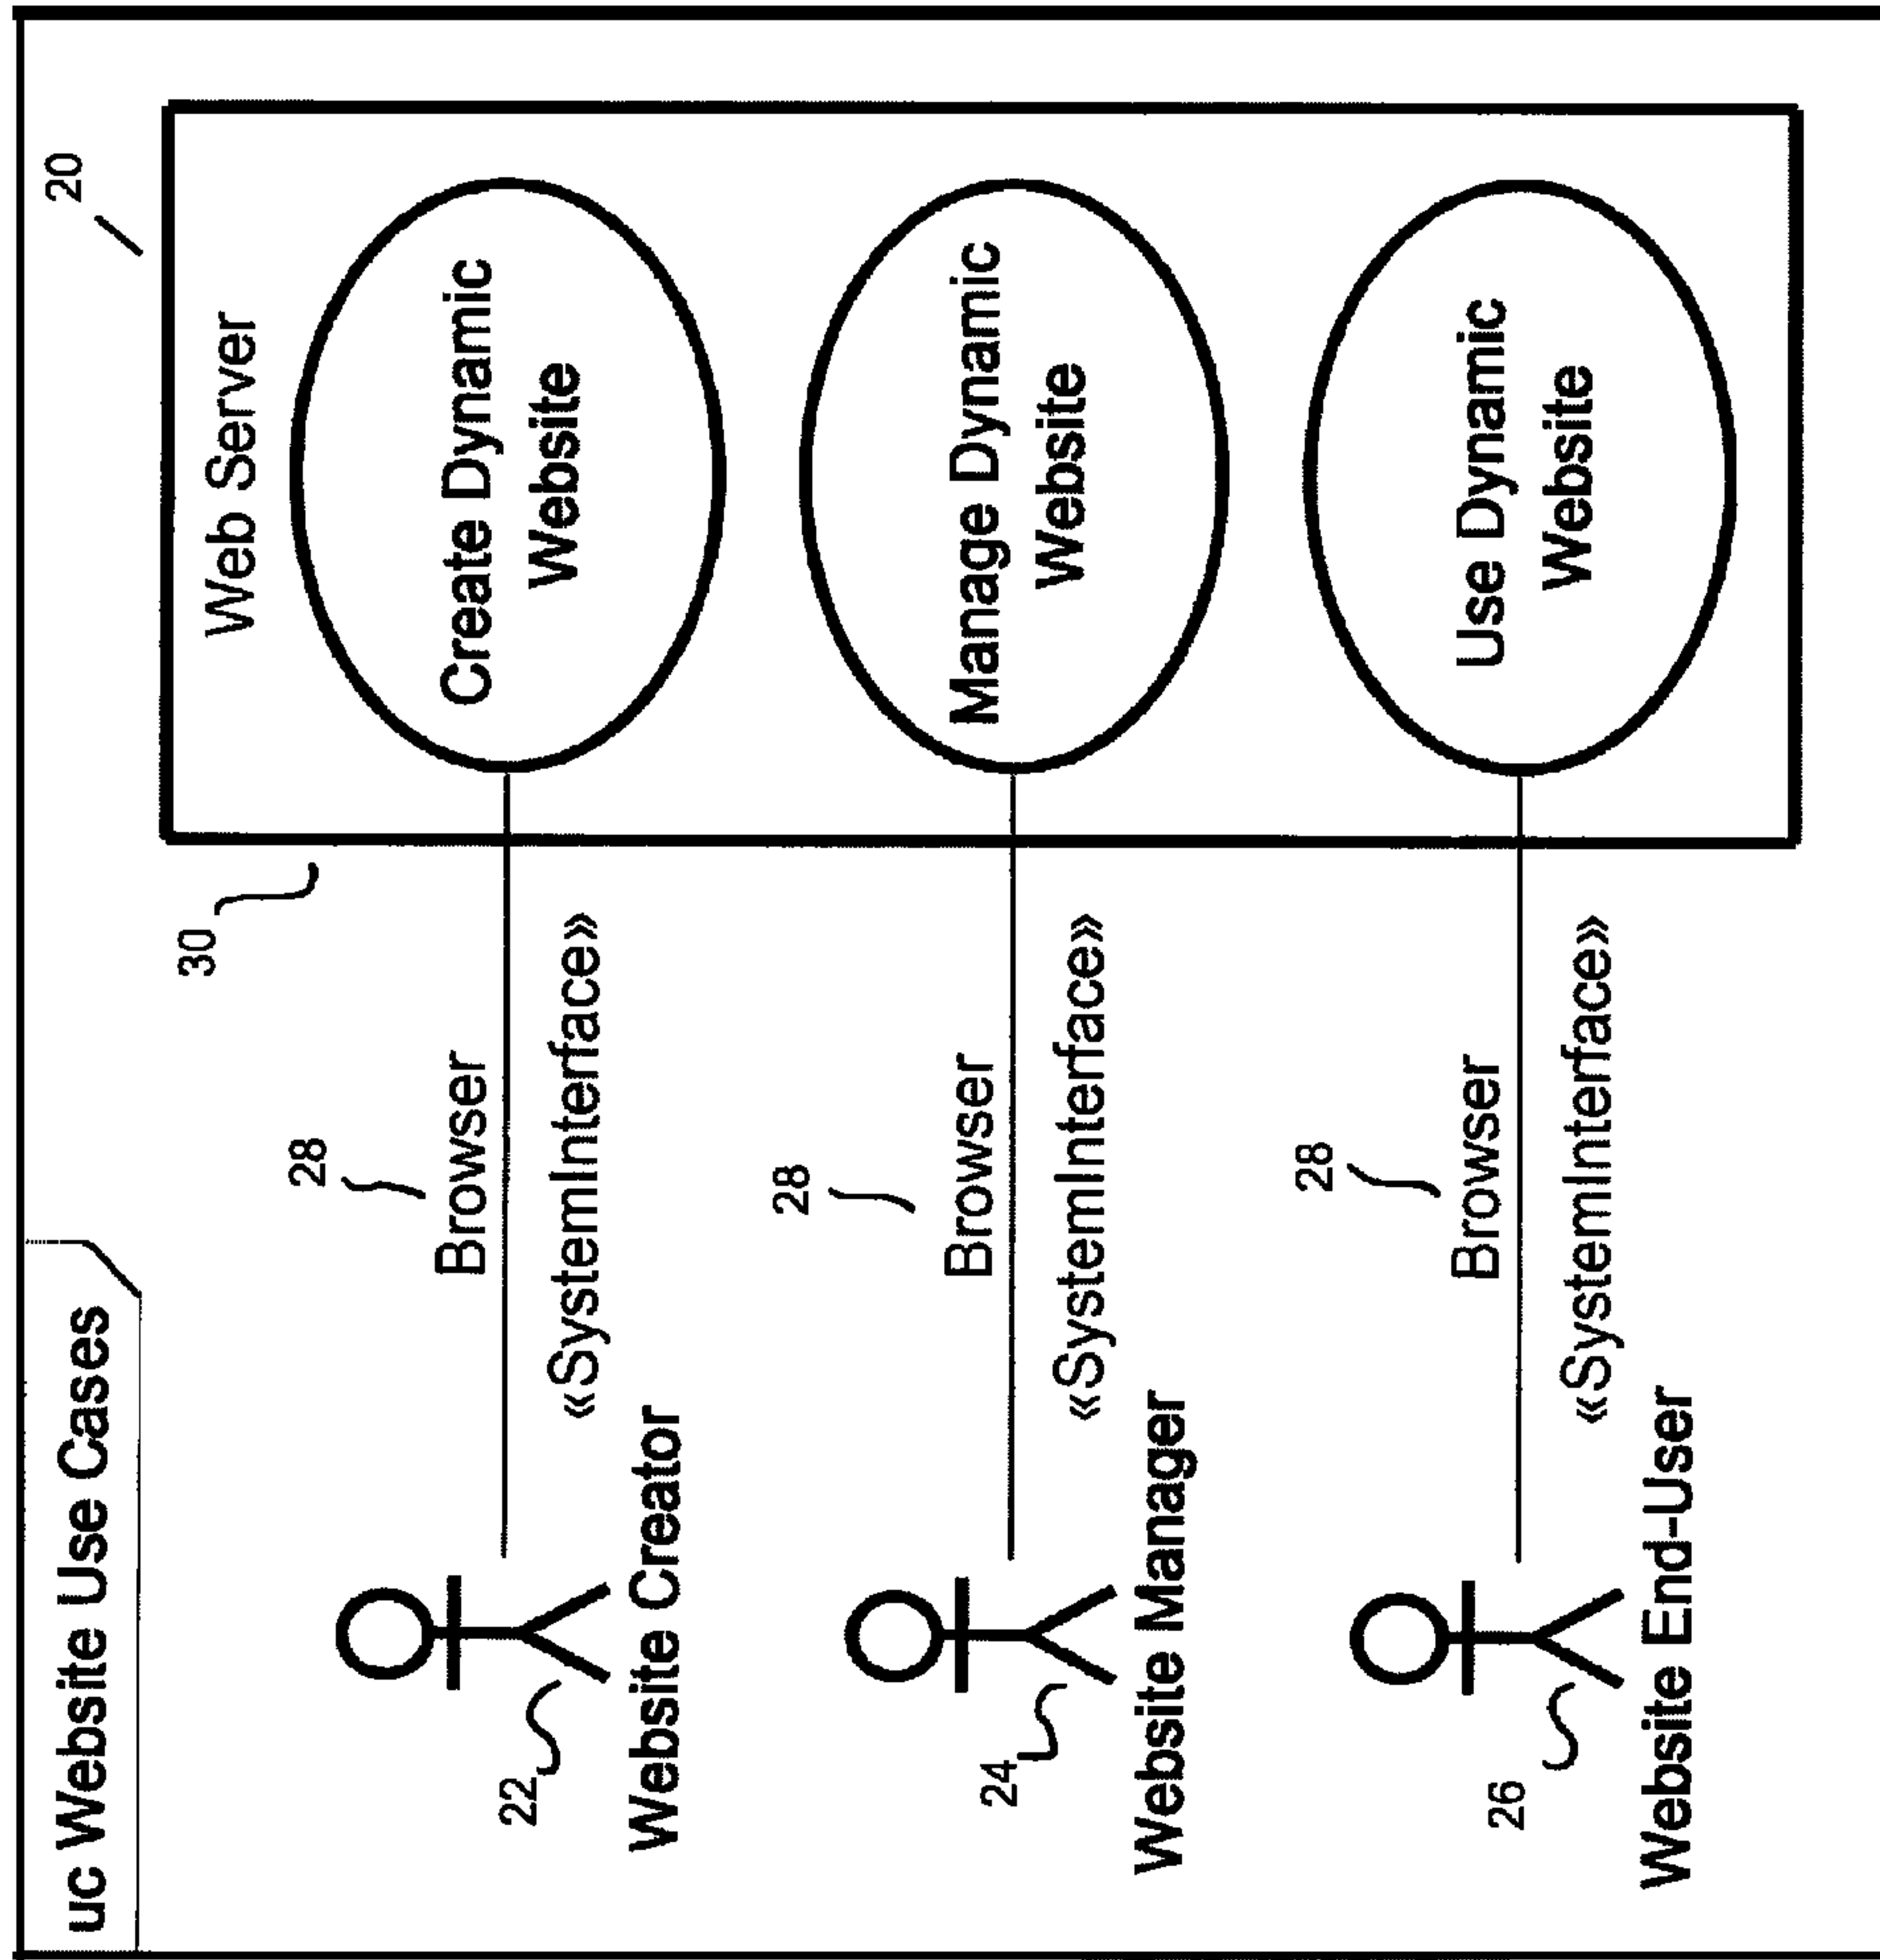 uc Website Use Cases
20
Web Server
30
28
Browser
«SystemInterface»
Create Dynamic
Website
22
Website Creator
28
Browser
«SystemInterface»
Manage Dynamic
Website
24
Website Manager
28
Browser
«SystemInterface»
Use Dynamic
Website
26
Website End-User